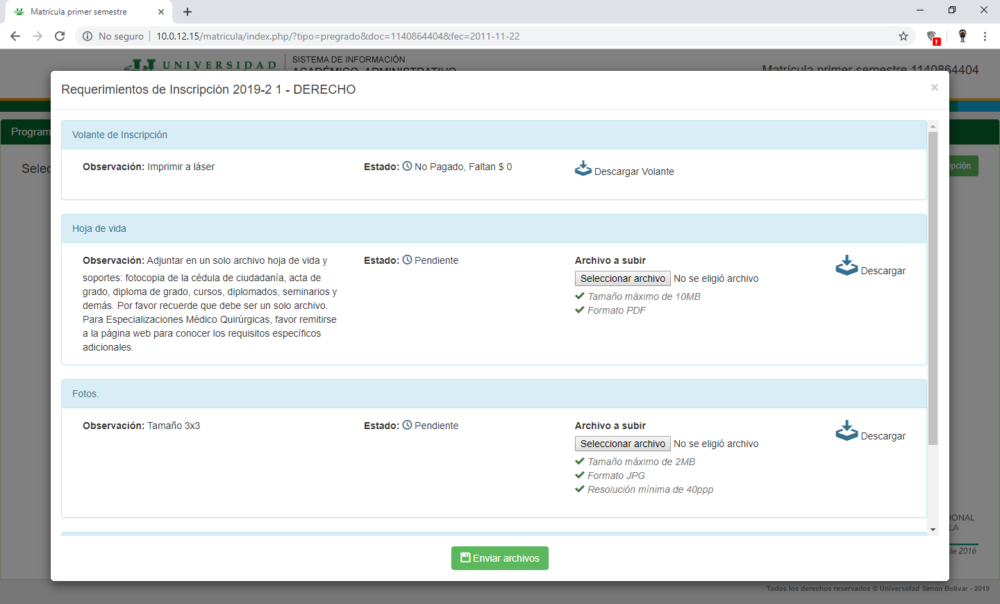 Matrícula primer semestre
No seguro
10.0.12.15/matricula/index.php/?tipo=pregrado&doc=1140864404&fec=2011-11-22
UNIVERSIDAD
SISTEMA DE INFORMACIÓN
ACADÉMICO ADMINISTRATIVO
Matrícula primer semestre 1140864404
Requerimientos de Inscripción 2019-2 1 - DERECHO
×
Program
Selec
ipción
Volante de Inscripción
Observación: Imprimir a láser
Estado: No Pagado, Faltan $ 0
Descargar Volante
Hoja de vida
Observación: Adjuntar en un solo archivo hoja de vida y
soportes: fotocopia de la cédula de ciudadanía, acta de
grado, diploma de grado, cursos, diplomados, seminarios y
demás. Por favor recuerde que debe ser un solo archivo.
Para Especializaciones Médico Quirúrgicas, favor remitirse
a la página web para conocer los requisitos específicos
adicionales.
Estado: Pendiente
Archivo a subir
Seleccionar archivo No se eligió archivo
Tamaño máximo de 10MB
Formato PDF
Descargar
Fotos.
Observación: Tamaño 3x3
Estado: Pendiente
Archivo a subir
Seleccionar archivo No se eligió archivo
Tamaño máximo de 2MB
Formato JPG
Resolución mínima de 40ppp
Descargar
IONAL
LA
de 2016
Enviar archivos
Todos los derechos reservados © Universidad Simon Bolivar - 2019